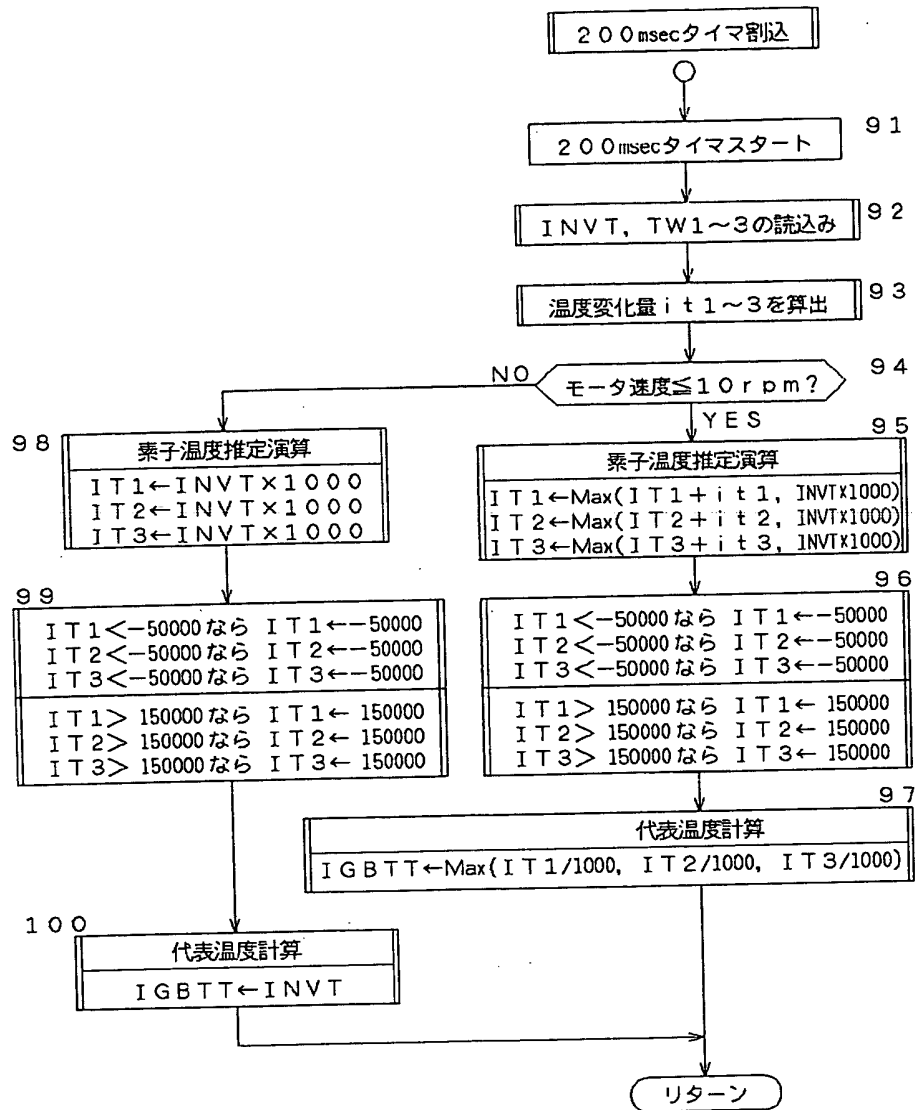 200msecタイマ割込
91
200msecタイマスタート
92
INVT, TW1～3の読込み
93
温度変化量it1～3を算出
94
モータ速度≦10rpm?
NO
YES
98
素子温度推定演算
IT1←INVT×1000
IT2←INVT×1000
IT3←INVT×1000
95
素子温度推定演算
IT1←Max(IT1+it1, INVT×1000)
IT2←Max(IT2+it2, INVT×1000)
IT3←Max(IT3+it3, INVT×1000)
99
IT1<-50000なら IT1←-50000
IT2<-50000なら IT2←-50000
IT3<-50000なら IT3←-50000
IT1> 150000なら IT1← 150000
IT2> 150000なら IT2← 150000
IT3> 150000なら IT3← 150000
96
IT1<-50000なら IT1←-50000
IT2<-50000なら IT2←-50000
IT3<-50000なら IT3←-50000
IT1> 150000なら IT1← 150000
IT2> 150000なら IT2← 150000
IT3> 150000なら IT3← 150000
97
代表温度計算
IGBTT←Max(IT1/1000, IT2/1000, IT3/1000)
100
代表温度計算
IGBTT←INVT
リターン